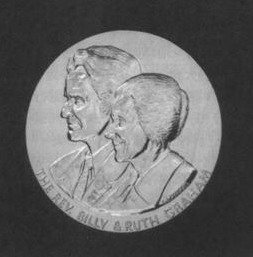 THE REV. BILLY & RUTH GRAHAM